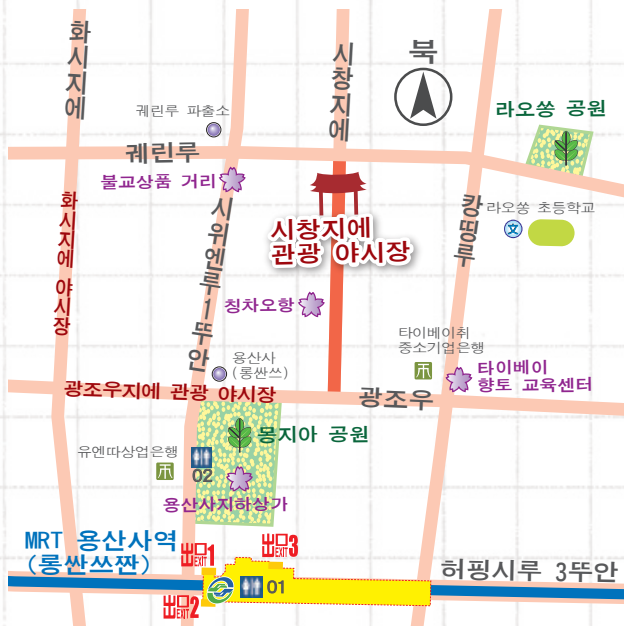 화시지에
시창지에
북
라오쏭 공원
궤린루 파출소
궤린루
불교상품 거리
라오쏭 초등학교
文
캉띵루
화시지에 야시장
시위엔루1뚜안
시창지에
관광 야시장
칭차오항
타이베이취
중소기업은행
용산사
(롱싼쓰)
타이베이
향토 교육센터
광조우지에 관광 야시장
광조우
몽지아 공원
유엔따상업은행
02
용산사지하상가
MRT 용산사역
(롱싼쓰짠)
出口1
EXIT
出口3
EXIT
01
出口2
EXIT
허핑시루 3뚜안